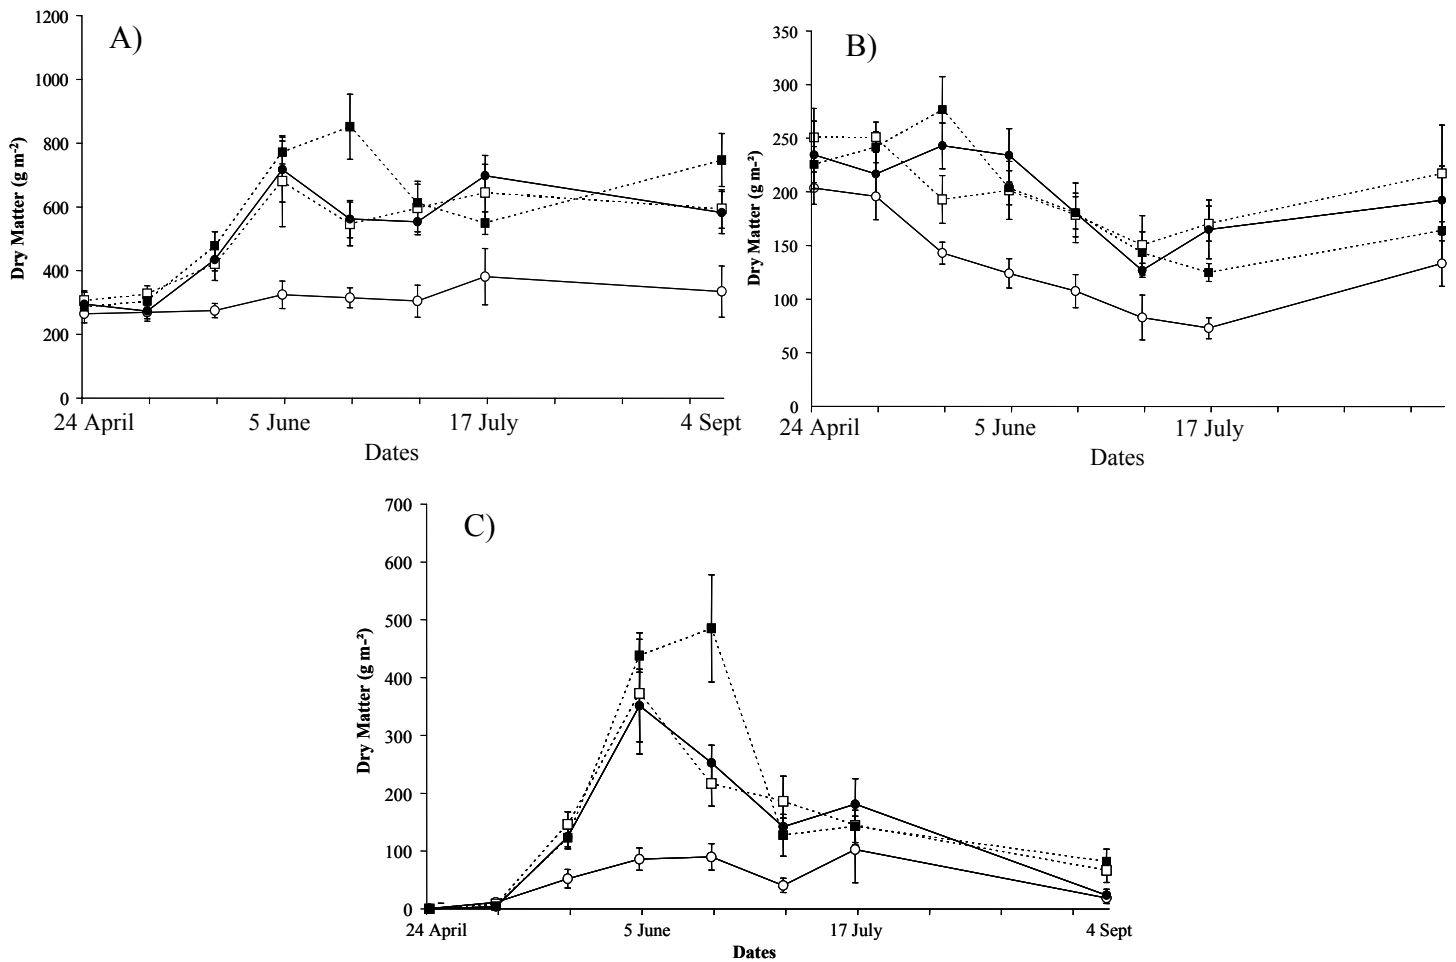 A)
Dry Matter (g m-²)
1200
1000
800
600
400
200
0
24 April
5 June
17 July
4 Sept
Dates
B)
Dry Matter (g m-²)
350
300
250
200
150
100
50
0
24 April
5 June
17 July
Dates
C)
Dry Matter (g m-²)
700
600
500
400
300
200
100
0
24 April
5 June
17 July
4 Sept
Dates